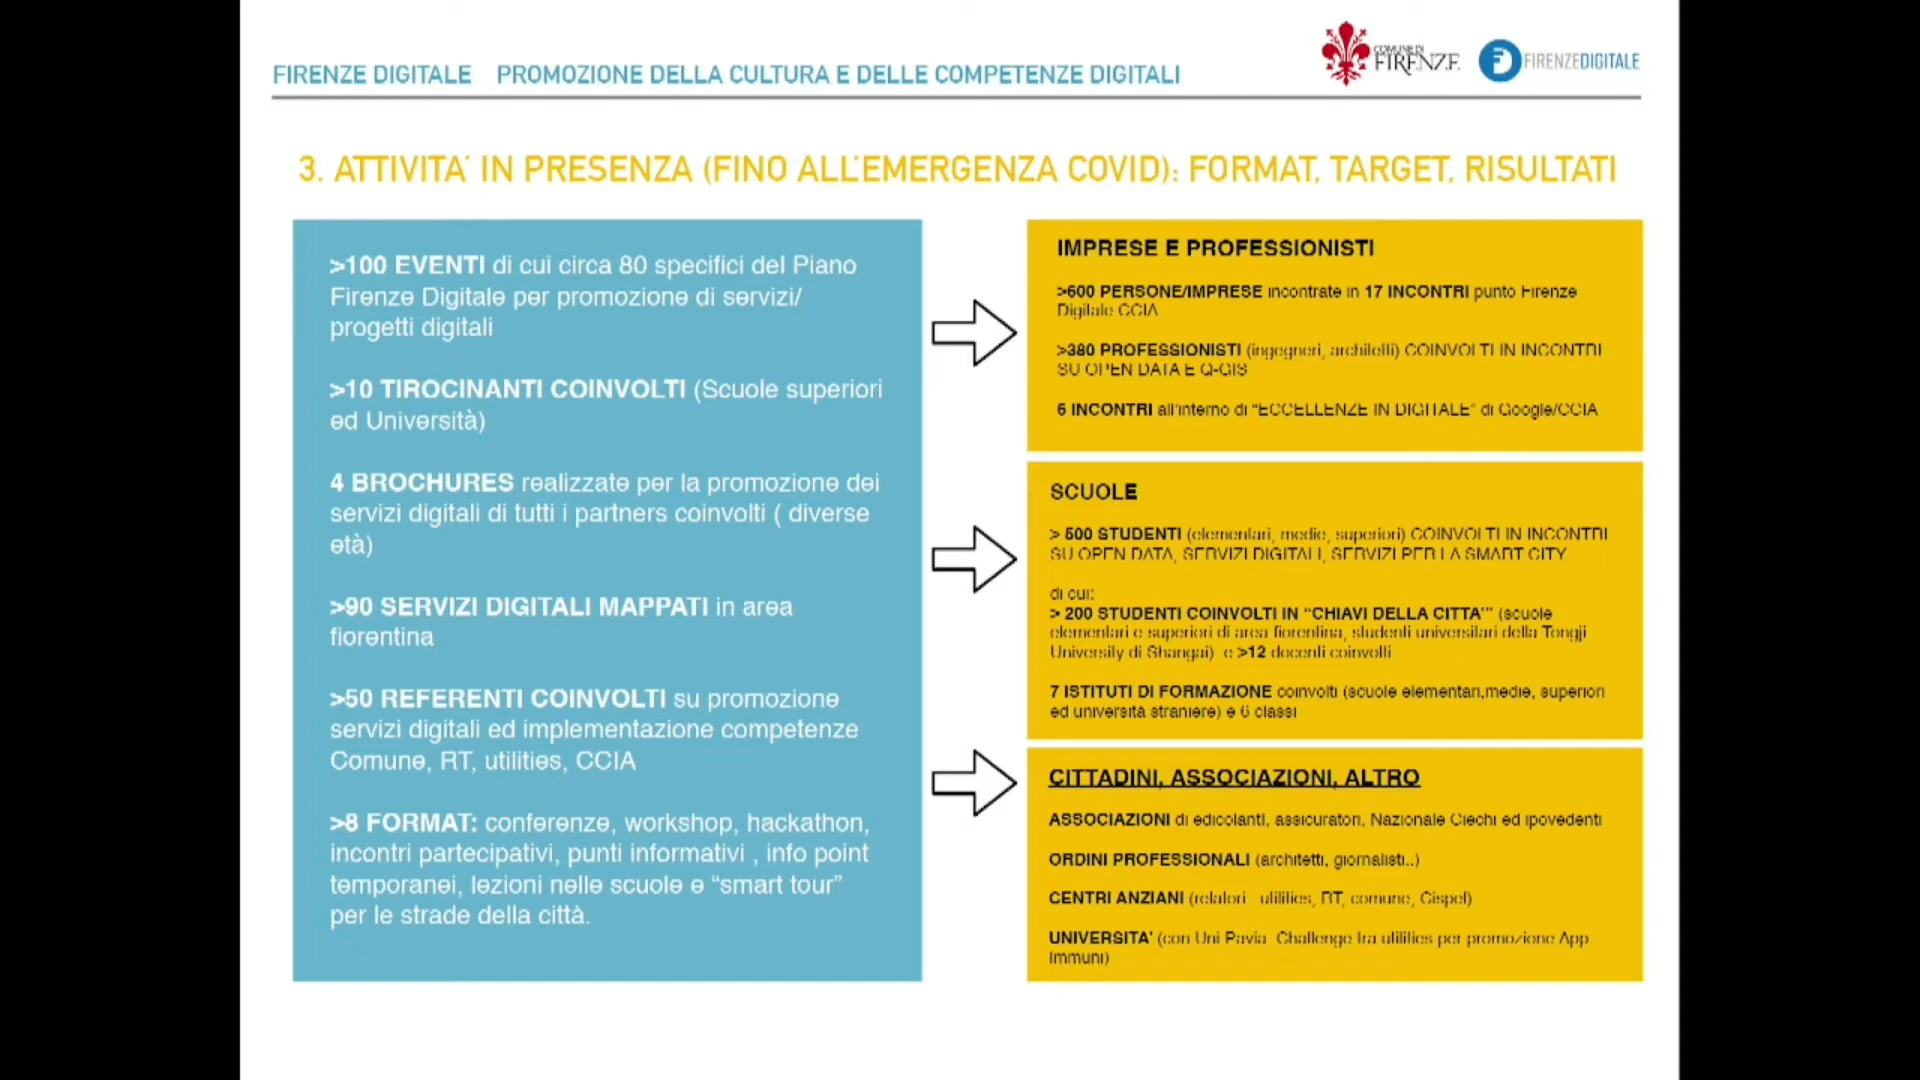 FIRENZE DIGITALE PROMOZIONE DELLA CULTURA E DELLE COMPETENZE DIGITALI
COMUNE DI
FIRENZE
FIRENZEDIGITALE
3. ATTIVITA' IN PRESENZA (FINO ALL'EMERGENZA COVID): FORMAT, TARGET, RISULTATI
>100 EVENTI di cui circa 80 specifici del Piano
Firenze Digitale per promozione di servizi/
progetti digitali
>10 TIROCINANTI COINVOLTI (Scuole superiori
ed Università)
4 BROCHURES realizzate per la promozione dei
servizi digitali di tutti i partners coinvolti ( diverse
età)
>90 SERVIZI DIGITALI MAPPATI in area
fiorentina
>50 REFERENTI COINVOLTI su promozione
servizi digitali ed implementazione competenze
Comune, RT, utilities, CCIA
>8 FORMAT: conferenze, workshop, hackathon,
incontri partecipativi, punti informativi , info point
temporanei, lezioni nelle scuole e “smart tour”
per le strade della città.
IMPRESE E PROFESSIONISTI
>600 PERSONE/IMPRESE incontrate in 17 INCONTRI punto Firenze
Digitale CCIA
>380 PROFESSIONISTI (ingegneri, architetti) COINVOLTI IN INCONTRI
SU OPEN DATA E Q-GIS
6 INCONTRI all'interno di “ECCELLENZE IN DIGITALE” di Google/CCIA
SCUOLE
> 500 STUDENTI (elementari, medie, superiori) COINVOLTI IN INCONTRI
SU OPEN DATA, SERVIZI DIGITALI, SERVIZI PER LA SMART CITY
di cui:
> 200 STUDENTI COINVOLTI IN “CHIAVI DELLA CITTA'” (scuole
elementari e superiori di area fiorentina, studenti universitari della Tongji
University di Shangai) e >12 docenti coinvolti
7 ISTITUTI DI FORMAZIONE coinvolti (scuole elementari,medie, superiori
ed università straniere) e 6 classi
CITTADINI, ASSOCIAZIONI, ALTRO
ASSOCIAZIONI di edicolanti, assicuratori, Nazionale Ciechi ed ipovedenti
ORDINI PROFESSIONALI (architetti, giornalisti..)
CENTRI ANZIANI (relatori utilities, RT, comune, Cispel)
UNIVERSITA' (con Uni Pavia Challenge tra utilities per promozione App
Immuni)